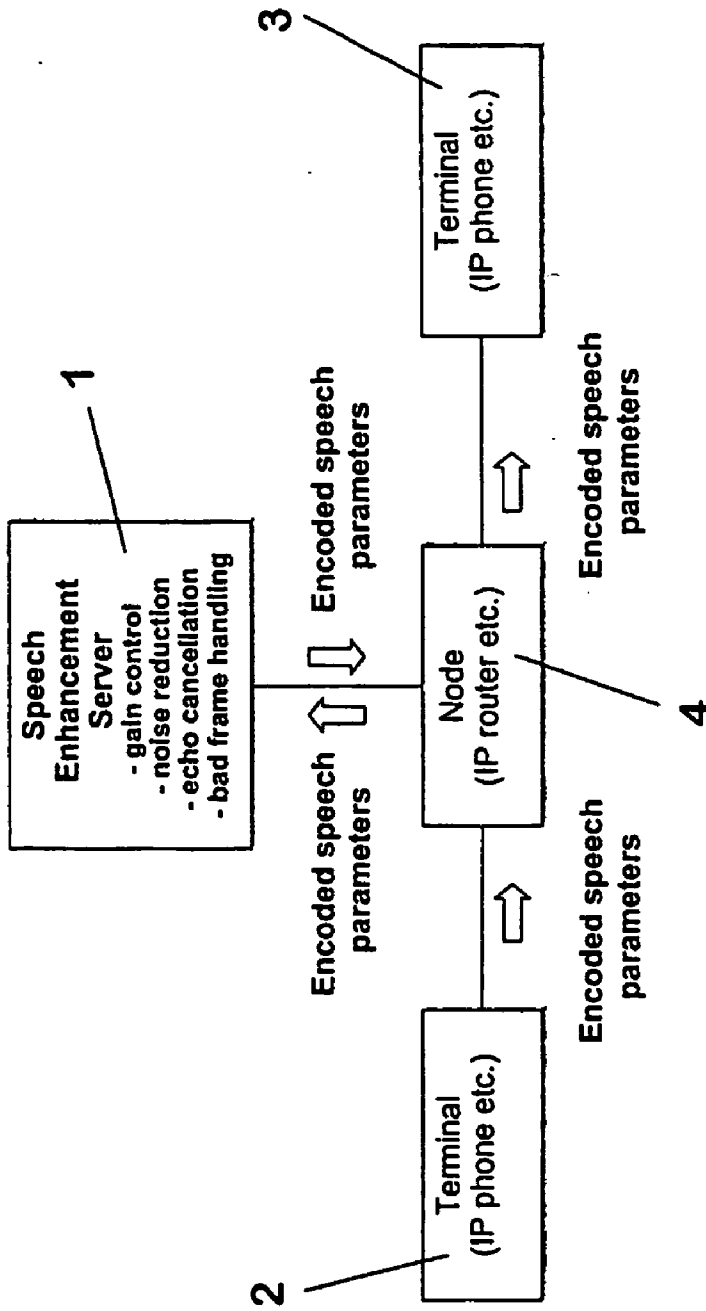 1
Speech
Enhancement
Server
- gain control
- noise reduction
- echo cancellation
- bad frame handling
Encoded speech
parameters
Encoded speech
parameters
2
Terminal
(IP phone etc.)
Encoded speech
parameters
Node
(IP router etc.)
4
Encoded speech
parameters
Terminal
(IP phone etc.)
3